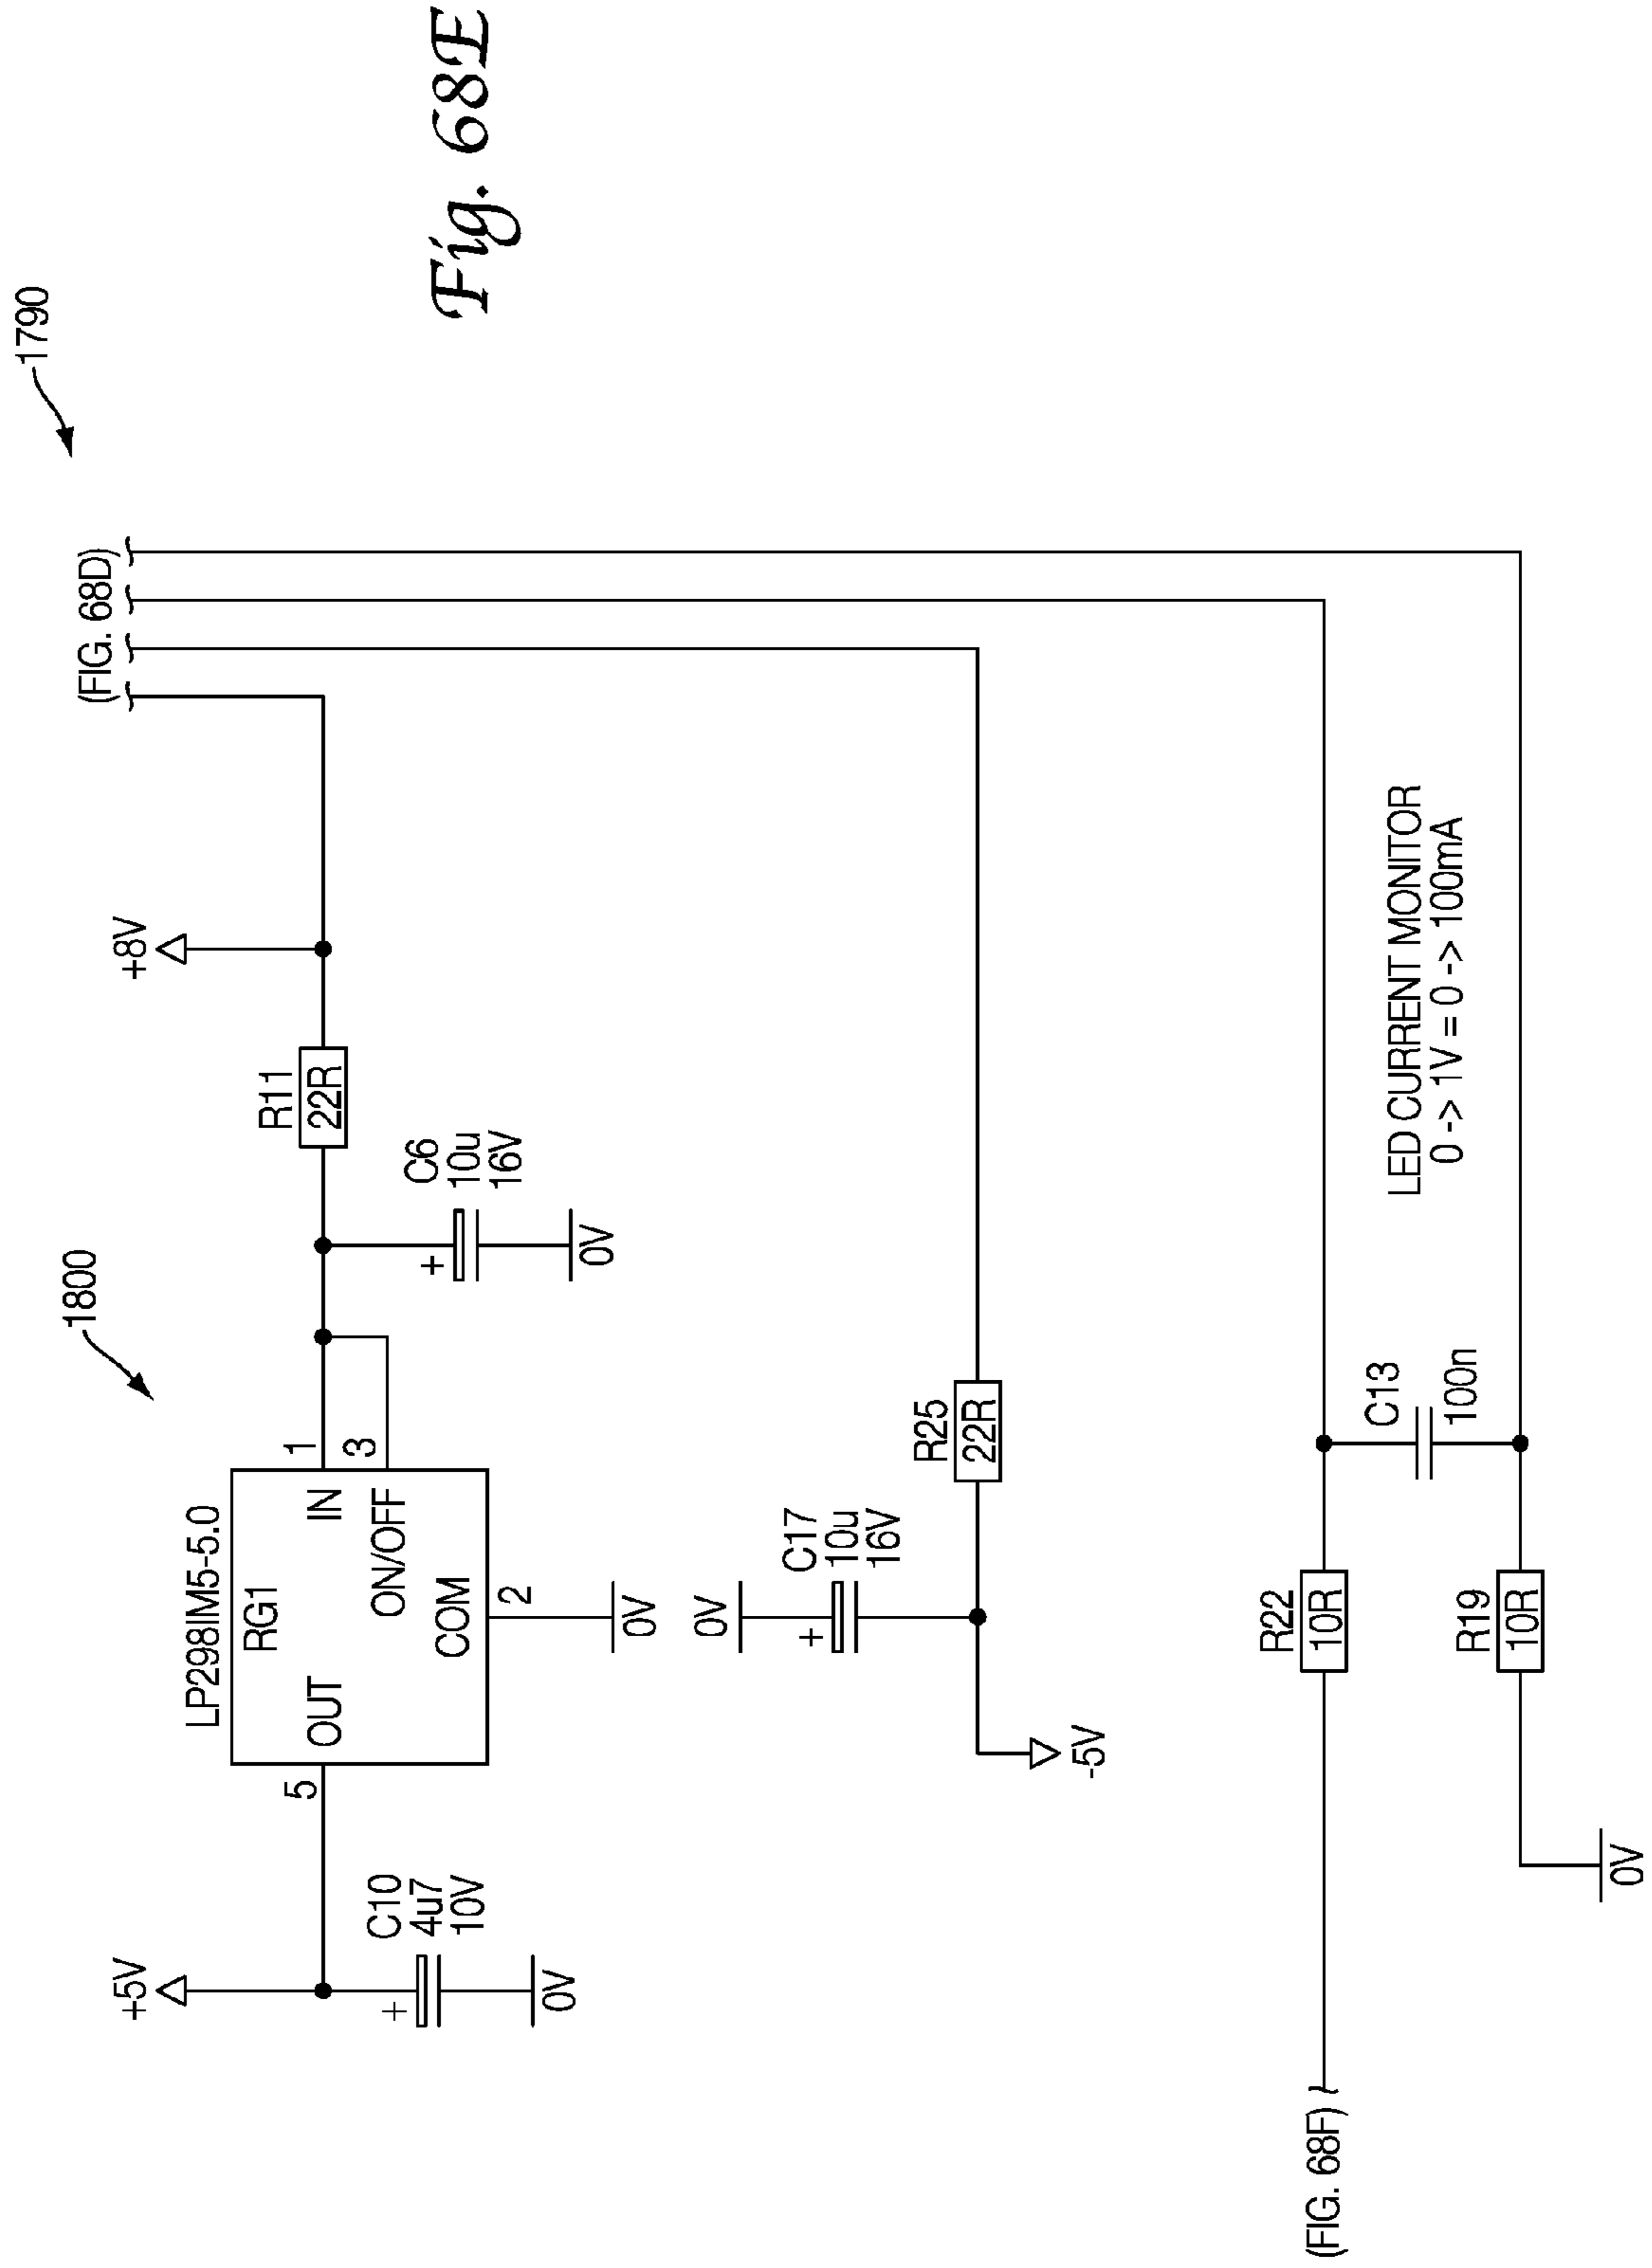 Fig. 68E
1790
(FIG. 68D)
1800
+5V
+8V
LP298IM5-5.0
RG1
OUT
IN
ON/OFF
COM
5
1
3
2
R11
22R
C10
4u7
10V
0V
C6
10u
16V
0V
0V
0V
C17
10u
16V
R25
22R
-5V
LED CURRENT MONITOR
0 -> 1V = 0 -> 100mA
(FIG. 68F)
R22
10R
C13
100n
R19
10R
0V